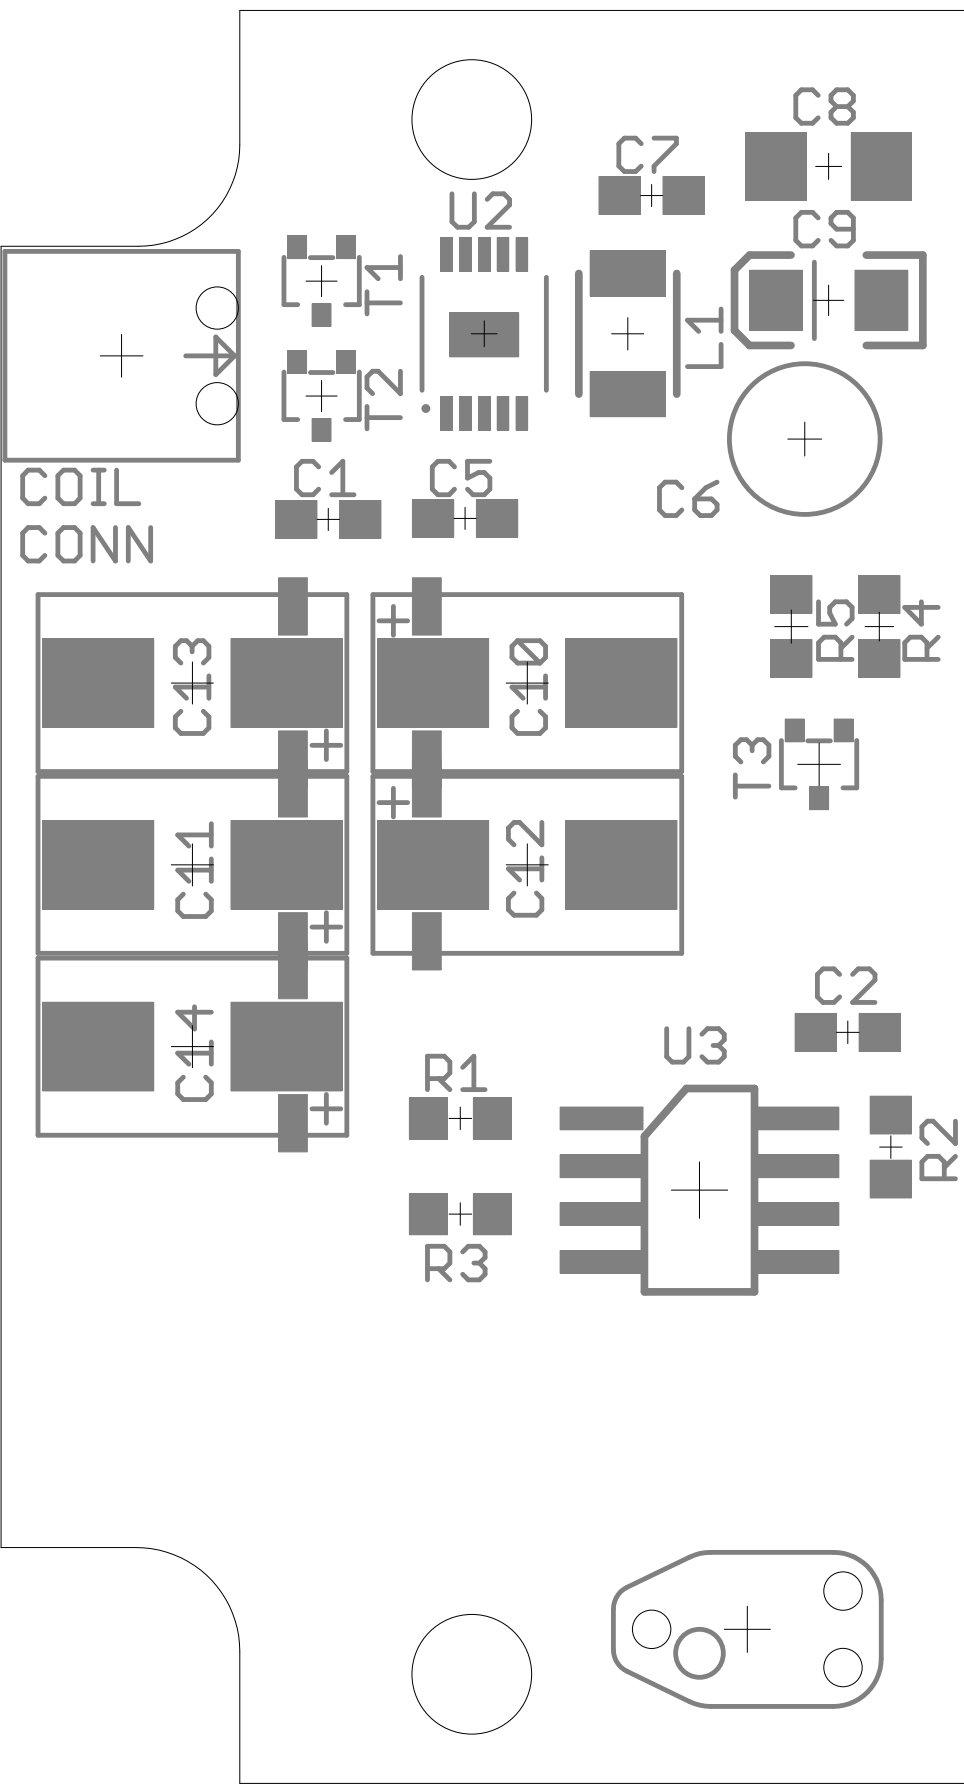 C8
C7
U2
C9
T1
L1
T2
C1
C5
C6
COIL
CONN
R5
R4
+
C13
C10
+
T3
+
C11
C12
+
C2
U3
C14
R1
+
R2
R3